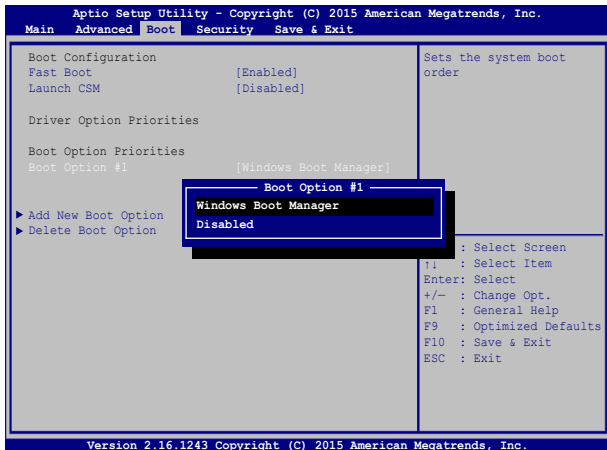 Aptio Setup Utility - Copyright (C) 2015 American Megatrends, Inc.
Main Advanced Boot Security Save & Exit
Boot Configuration
Fast Boot [Enabled]
Launch CSM [Disabled]
Driver Option Priorities
Boot Option Priorities
Boot Option #1 [Windows Boot Manager]
Add New Boot Option
Delete Boot Option
Boot Option #1
Windows Boot Manager
Disabled
Sets the system boot
order
: Select Screen
↑↓ : Select Item
Enter: Select
+/— : Change Opt.
F1 : General Help
F9 : Optimized Defaults
F10 : Save & Exit
ESC : Exit
Version 2.16.1243 Copyright (C) 2015 American Megatrends, Inc.